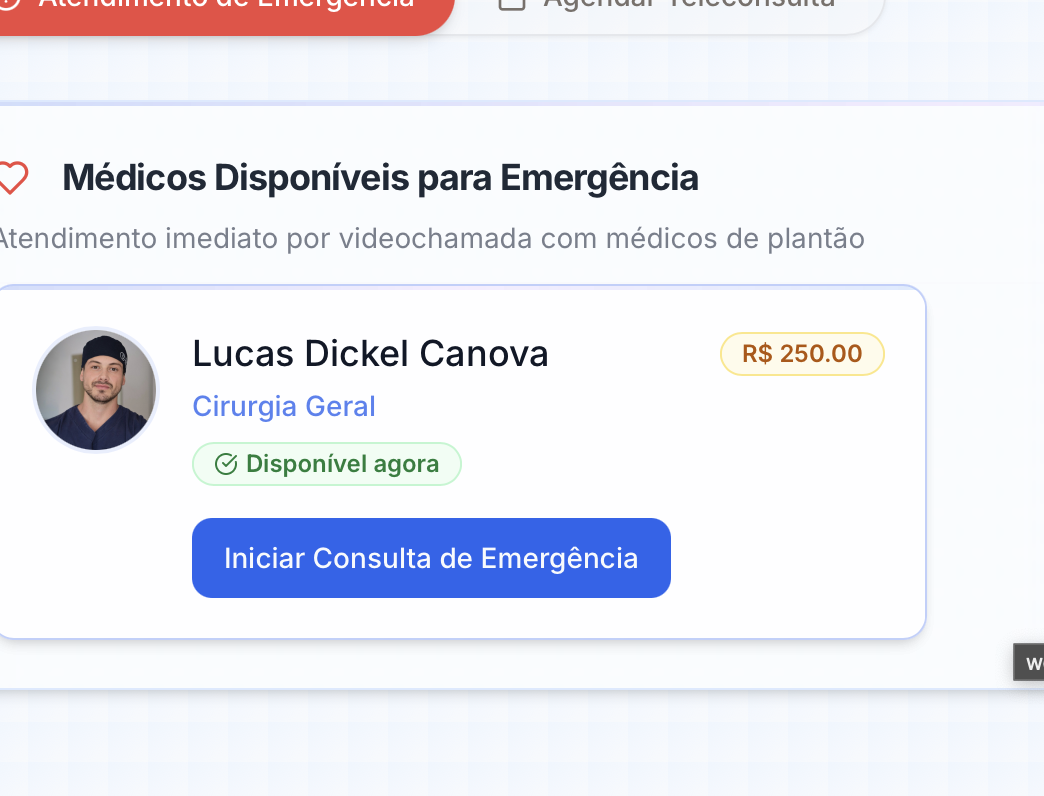 Atendimento de Emergência
Agendar Teleconsulta
Médicos Disponíveis para Emergência
Atendimento imediato por videochamada com médicos de plantão
Lucas Dickel Canova
R$ 250.00
Cirurgia Geral
Disponível agora
Iniciar Consulta de Emergência